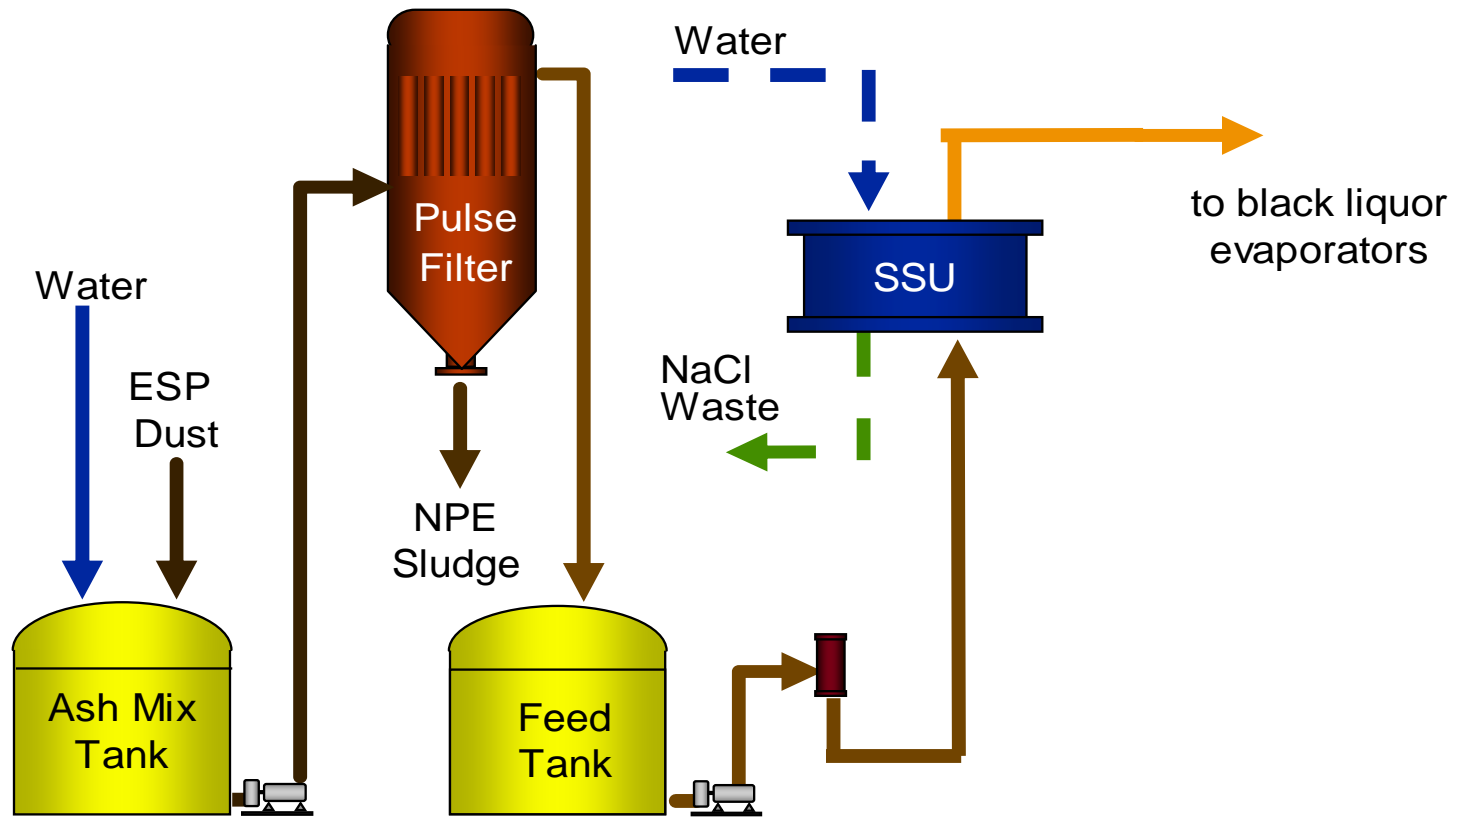 Water
ESP
Dust
Ash Mix
Tank
Pulse
Filter
NPE
Sludge
Feed
Tank
Water
SSU
NaCl
Waste
to black liquor
evaporators